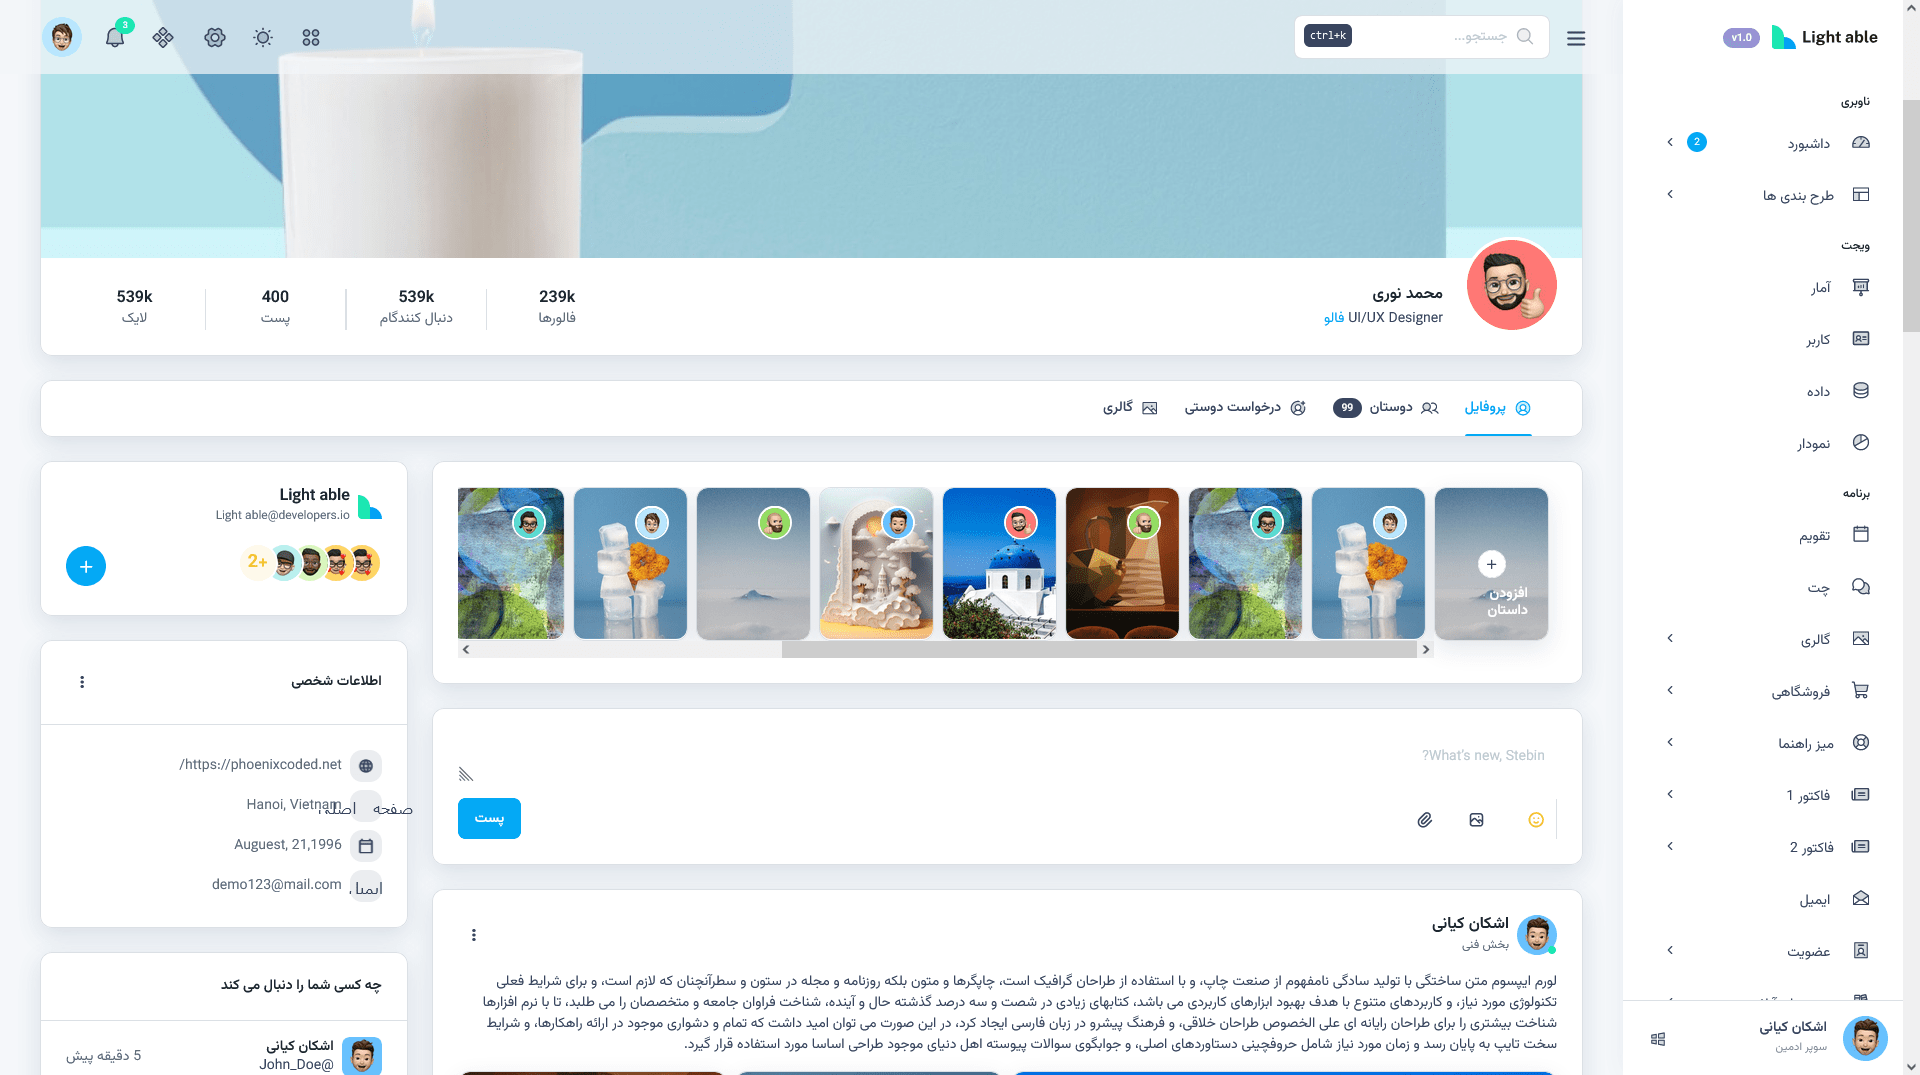 Light able
v1.0
ناوبری
داشبورد
2
طرح بندی ها
ویجت
آمار
کاربر
داده
نمودار
برنامه
تقویم
چت
گالری
فروشگاهی
میز راهنما
فاکتور 1
فاکتور 2
ایمیل
عضویت
اشکان کیانی
سوپر ادمین
جستجو...
ctrl+k
3
محمد نوری
UI/UX Designer فالو
239k
فالورها
539k
دنبال کنندگام
400
پست
539k
لایک
پروفایل
دوستان
99
درخواست دوستی
گالری
افزودن
داستان
?What's new, Stebin
پست
اشکان کیانی
بخش فنی
لورم ایپسوم متن ساختگی با تولید سادگی نامفهوم از صنعت چاپ، و با استفاده از طراحان گرافیک است، چاپگرها و متون بلکه روزنامه و مجله در ستون و سطرآنچنان که لازم است، و برای شرایط فعلی
تکنولوژی مورد نیاز، و کاربردهای متنوع با هدف بهبود ابزارهای کاربردی می باشد، کتابهای زیادی در شصت و سه درصد گذشته حال و آینده، شناخت فراوان جامعه و متخصصان را می طلبد، تا با نرم افزارها
شناخت بیشتری را برای طراحان رایانه ای علی الخصوص طراحان خلاقی، و فرهنگ پیشرو در زبان فارسی ایجاد کرد، در این صورت می توان امید داشت که تمام و دشواری موجود در ارائه راهکارها، و شرایط
سخت تایپ به پایان رسد و زمان مورد نیاز شامل حروفچینی دستاوردهای اصلی، و جوابگوی سوالات پیوسته اهل دنیای موجود طراحی اساسا مورد استفاده قرار گیرد.
Light able
Light able@developers.io
2+
اطلاعات شخصی
/https://phoenixcoded.net
صفحه اصلی
Hanoi, Vietnam
Auguest, 21,1996
ایمیل
demo123@mail.com
چه کسی شما را دنبال می کند
اشکان کیانی
John_Doe@
5 دقیقه پیش